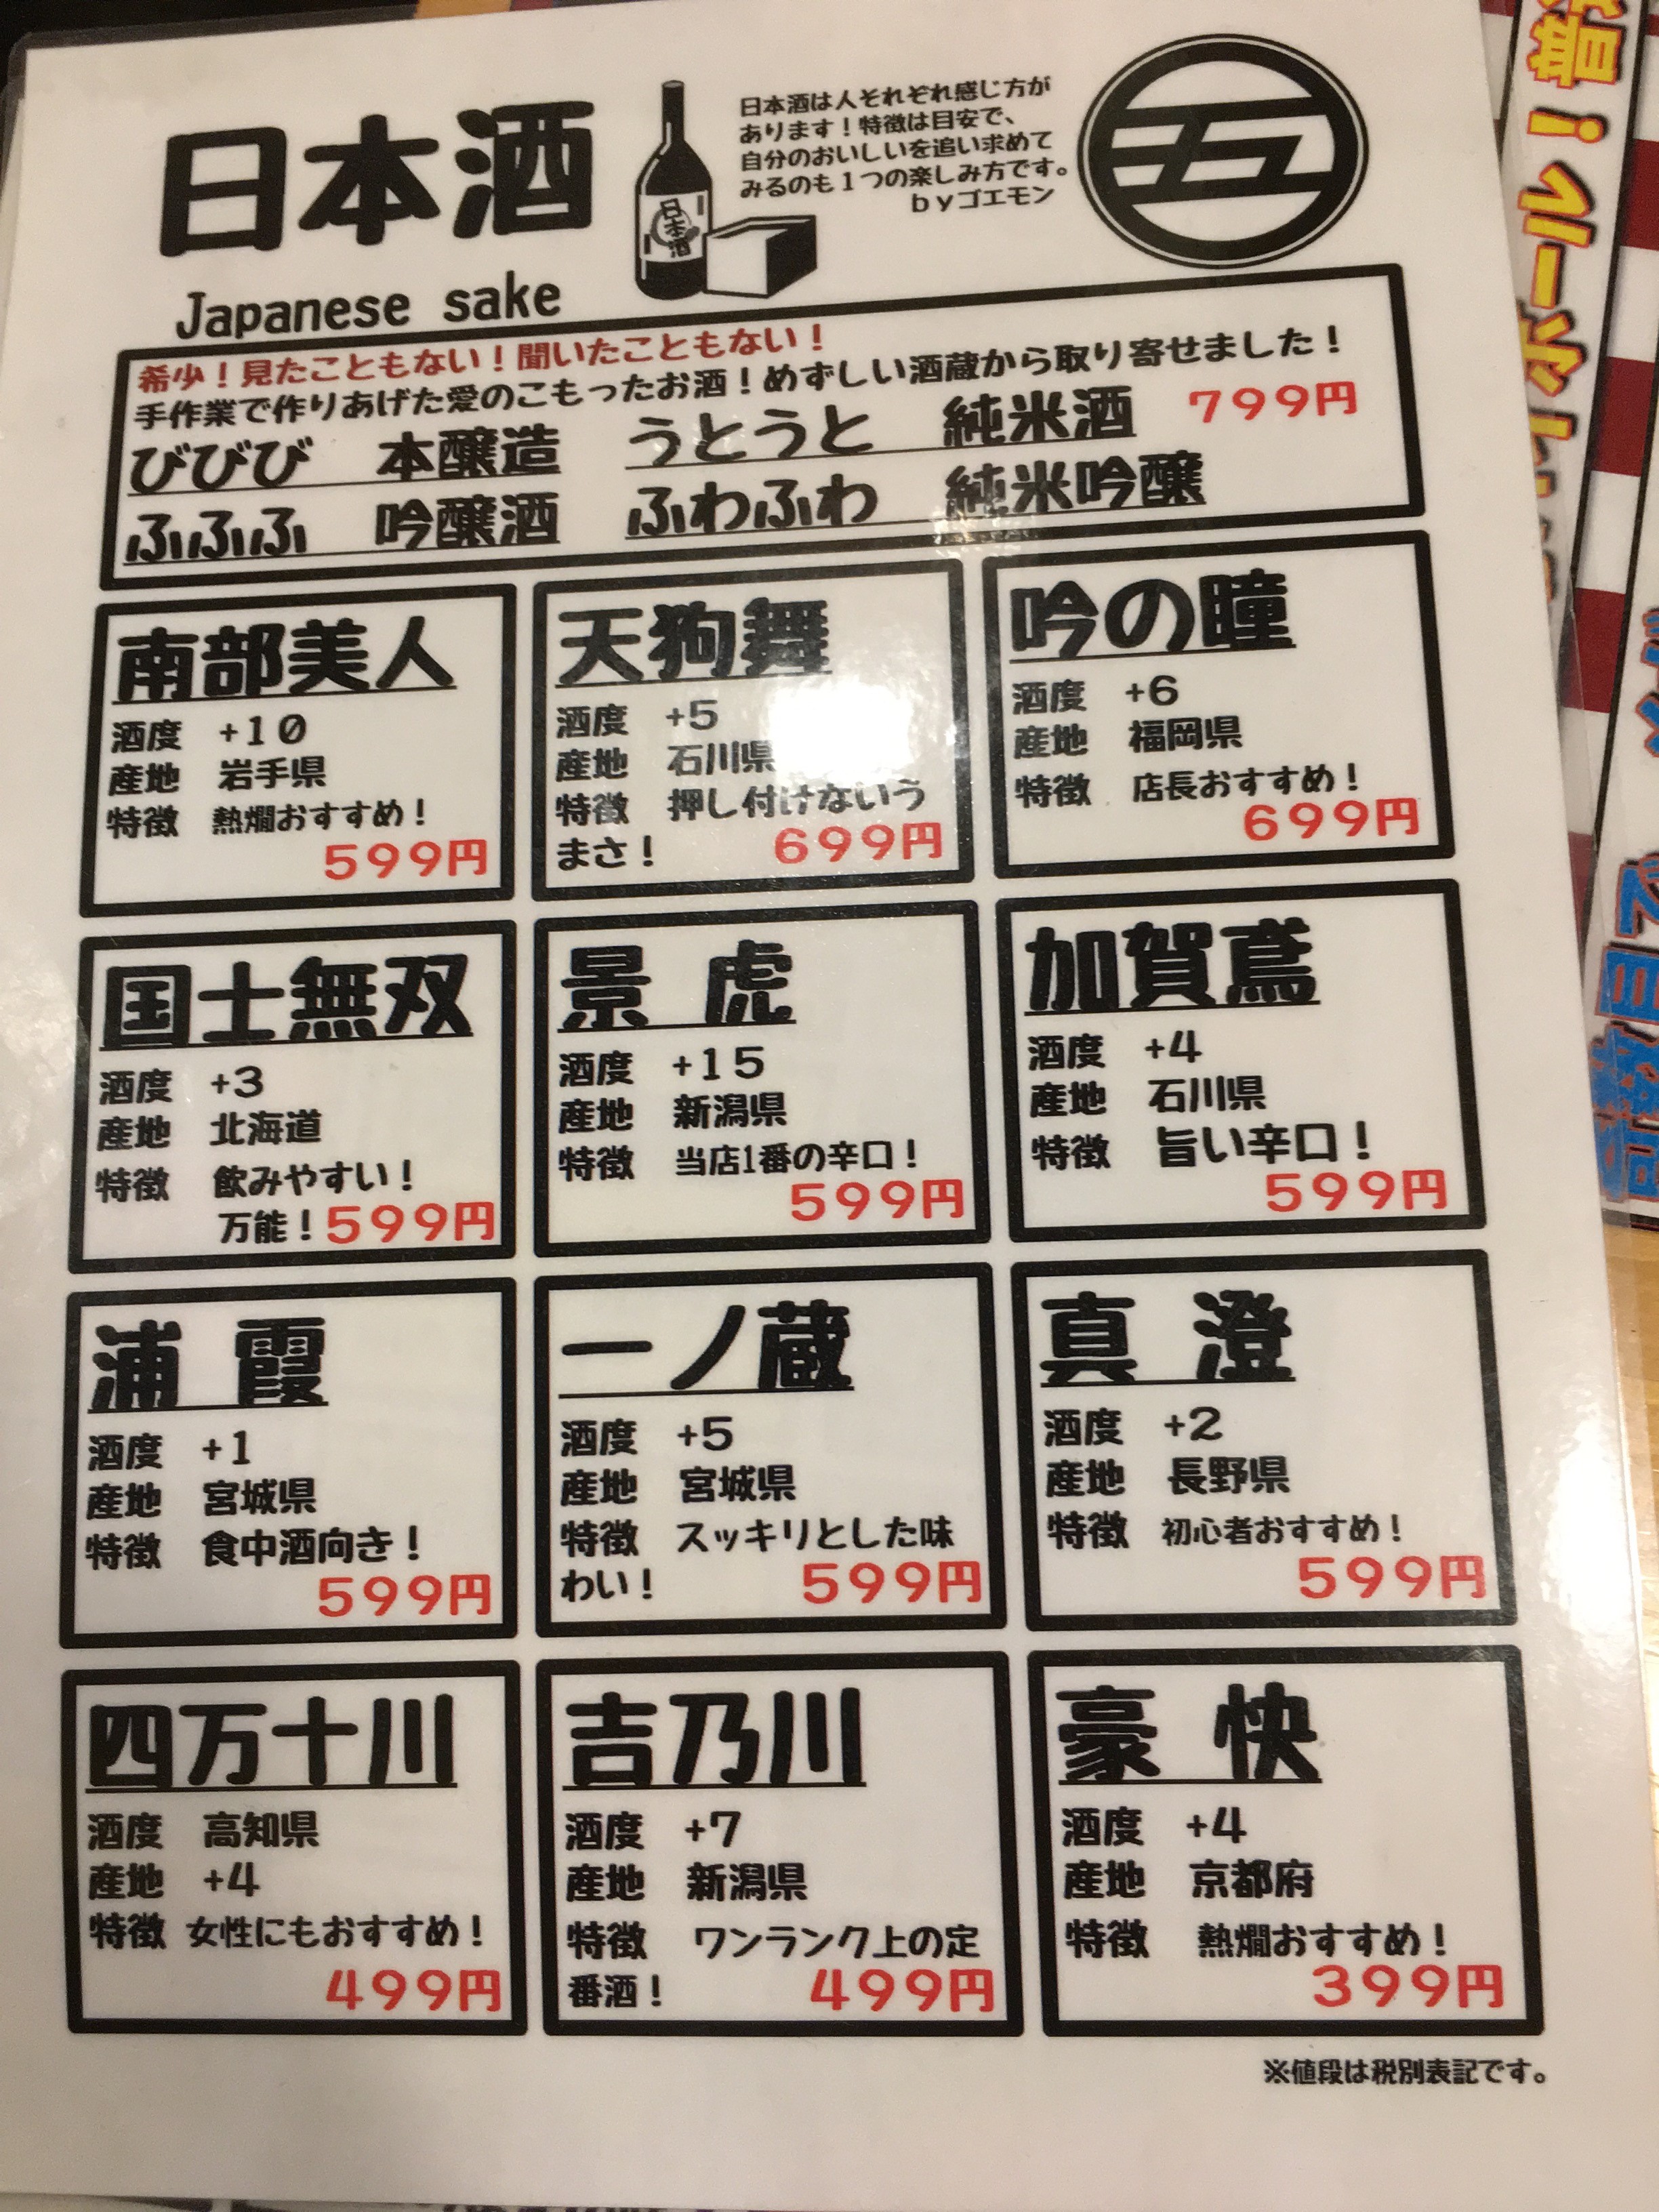 日本酒
Japanese sake
日本酒
日本酒は人それぞれ感じ方が
あります！特徴は目安で、
自分のおいしいを追い求めて
みるのも１つの楽しみ方です。
ｂｙゴエモン
希少！見たこともない！聞いたこともない！
手作業で作りあげた愛のこもったお酒！めずしい酒蔵から取り寄せました！
びびび　本醸造　うとうと　純米酒　７９９円
ふふふ　吟醸酒　ふわふわ　純米吟醸
南部美人
酒度　+１０
産地　岩手県
特徴　熱燗おすすめ！
５９９円
天狗舞
酒度　+５
産地　石川県
特徴　押し付けないう
まさ！　６９９円
吟の瞳
酒度　+６
産地　福岡県
特徴　店長おすすめ！
６９９円
国士無双
酒度　+３
産地　北海道
特徴　飲みやすい！
万能！５９９円
景 虎
酒度　+１５
産地　新潟県
特徴　当店1番の辛口！
５９９円
加賀鳶
酒度　+４
産地　石川県
特徴　旨い辛口！
５９９円
浦 霞
酒度　+１
産地　宮城県
特徴　食中酒向き！
５９９円
一ノ蔵
酒度　+５
産地　宮城県
特徴　スッキリとした味
わい！　５９９円
真 澄
酒度　+２
産地　長野県
特徴　初心者おすすめ！
５９９円
四万十川
酒度　高知県
産地　+４
特徴　女性にもおすすめ！
４９９円
吉乃川
酒度　+７
産地　新潟県
特徴　ワンランク上の定
番酒！　４９９円
豪 快
酒度　+４
産地　京都府
特徴　熱燗おすすめ！
３９９円
※値段は税別表記です。